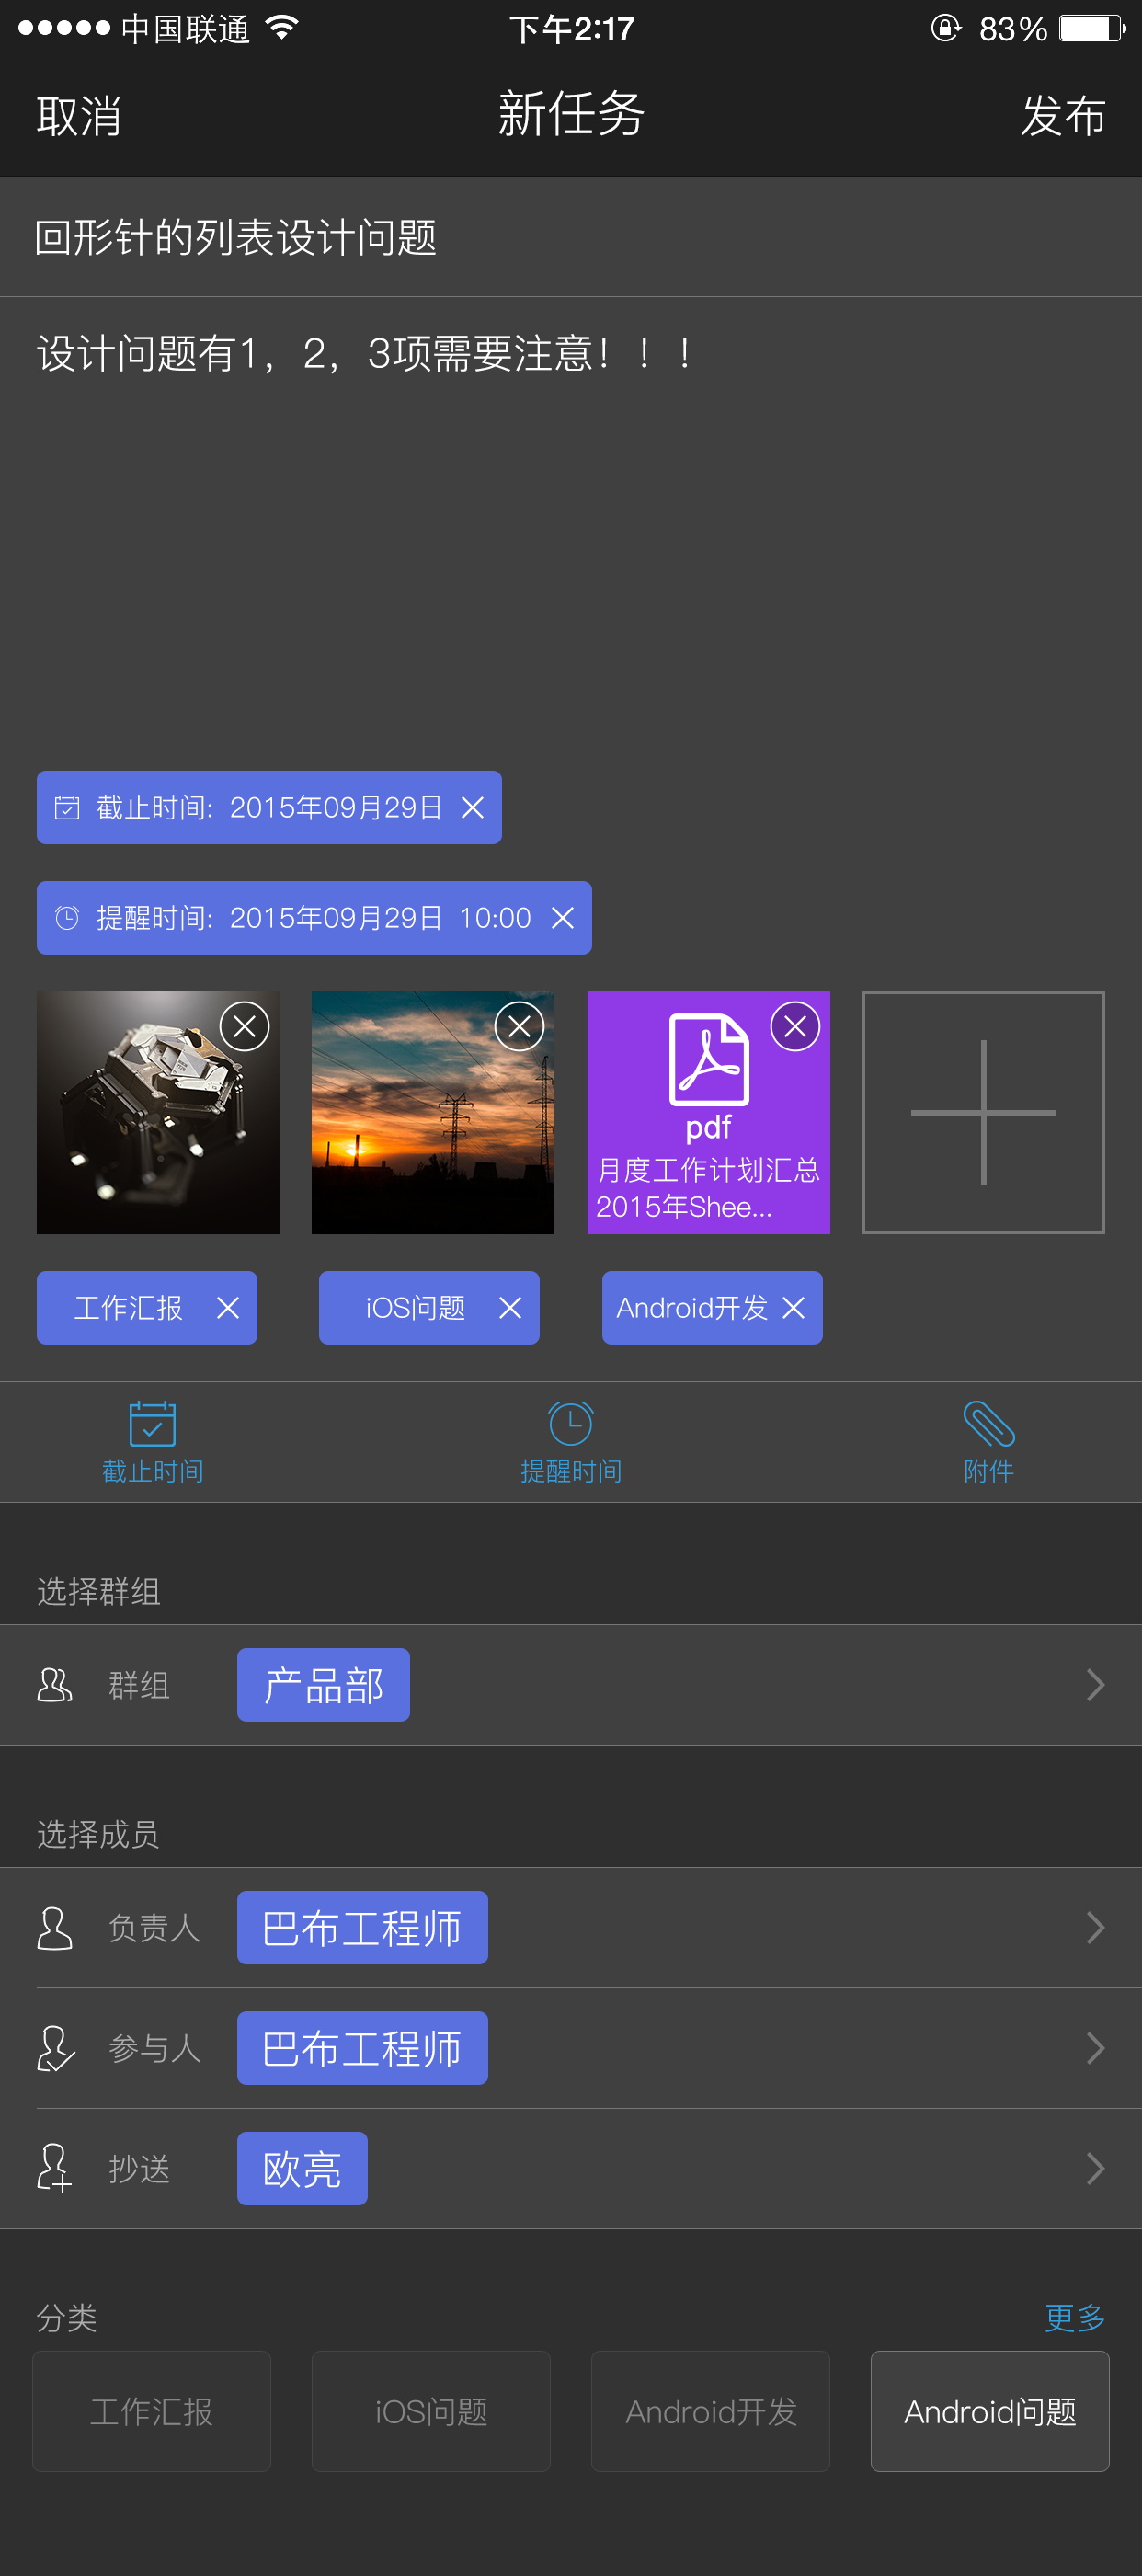 中国联通 下午2:17 83%
取消 新任务 发布
回形针的列表设计问题
设计问题有1，2，3项需要注意！！！
截止时间: 2015年09月29日
提醒时间: 2015年09月29日 10:00
pdf
月度工作计划汇总
2015年Shee...
工作汇报 iOS问题 Android开发
截止时间 提醒时间 附件
选择群组
群组 产品部
选择成员
负责人 巴布工程师
参与人 巴布工程师
抄送 欧亮
分类 更多
工作汇报 iOS问题 Android开发 Android问题